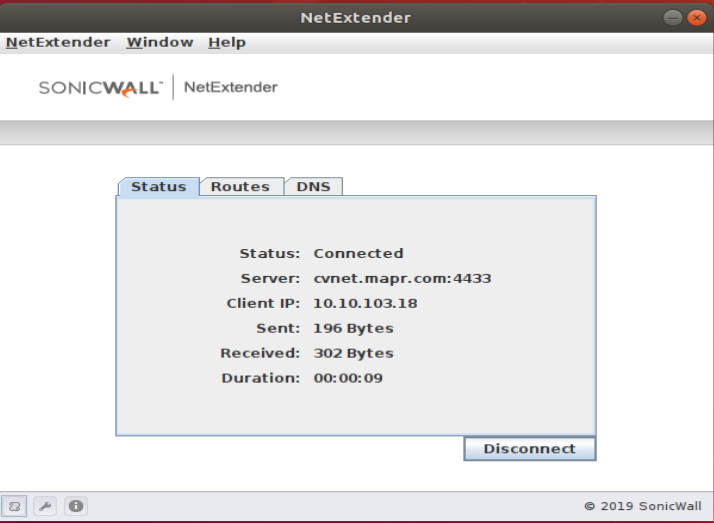 NetExtender
NetExtender Window Help
SONICWALL™ NetExtender
Status Routes DNS
Status: Connected
Server: cvnet.mapr.com:4433
Client IP: 10.10.103.18
Sent: 196 Bytes
Received: 302 Bytes
Duration: 00:00:09
Disconnect
© 2019 SonicWall